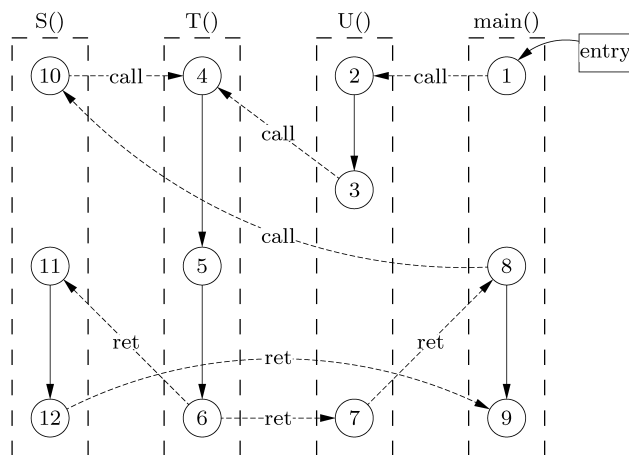 S() T() U() main()
entry
10 call 4 2 call 1
call
3
call
11 5 8
ret ret
ret
12 6 ret 7 9